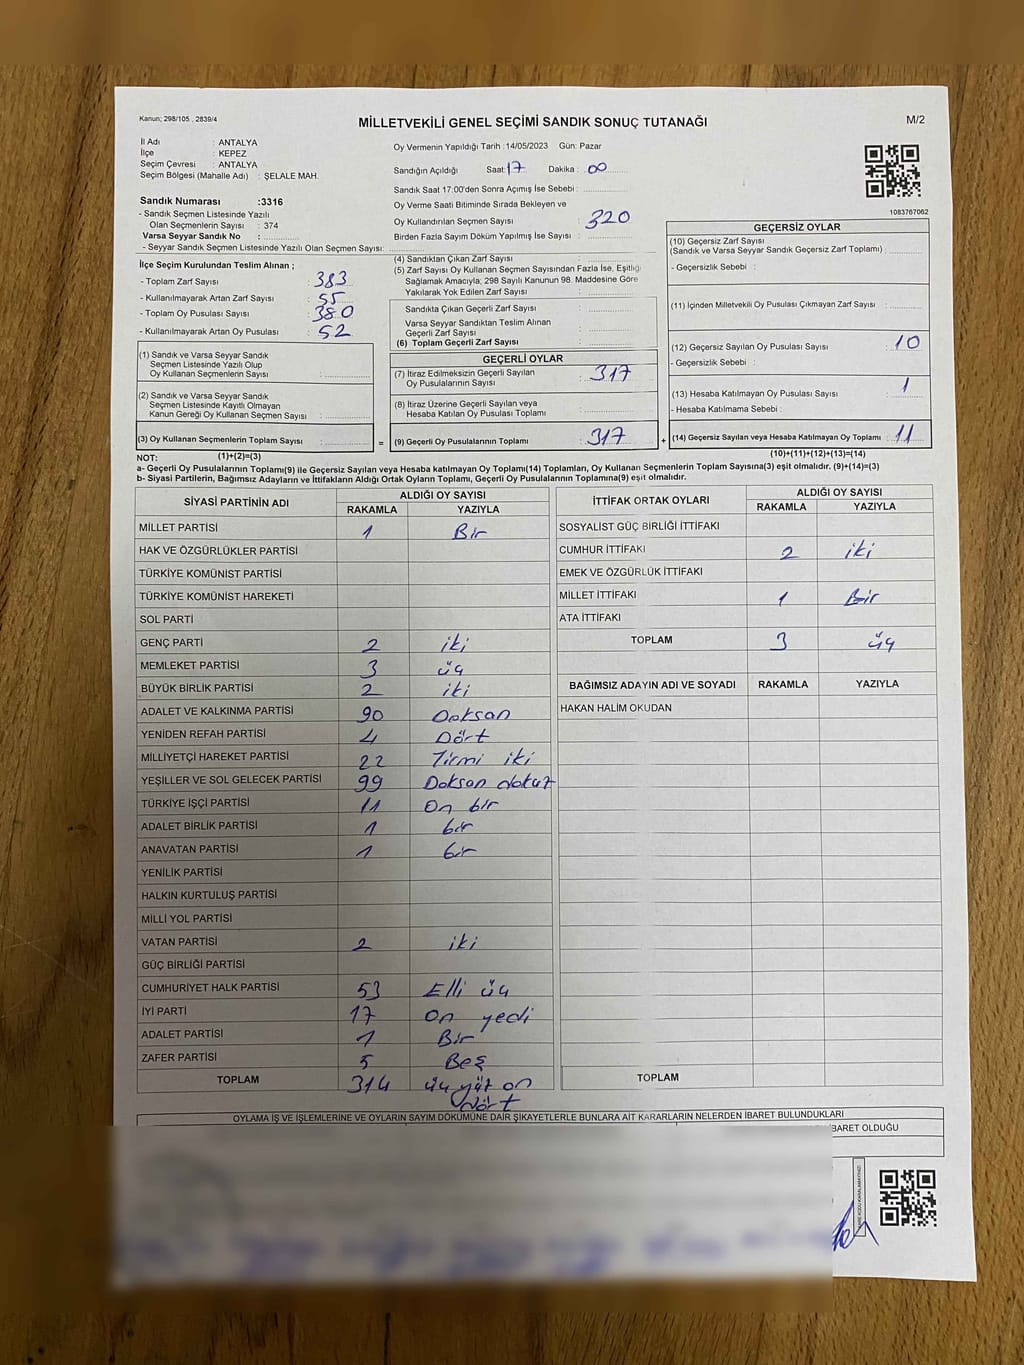 Kanun; 298/105 , 2839/4
MİLLETVEKİLİ GENEL SEÇİMİ SANDIK SONUÇ TUTANAĞI
M/2
İl Adı : ANTALYA
İlçe : KEPEZ
Seçim Çevresi : ANTALYA
Seçim Bölgesi (Mahalle Adı) : ŞELALE MAH.
Sandık Numarası :3316
- Sandık Seçmen Listesinde Yazılı
Olan Seçmenlerin Sayısı : 374
Varsa Seyyar Sandık No :
- Seyyar Sandık Seçmen Listesinde Yazılı Olan Seçmen Sayısı:
Oy Vermenin Yapıldığı Tarih :14/05/2023 Gün: Pazar
Sandığın Açıldığı Saat: 17 Dakika : 00
Sandık Saat 17.00'den Sonra Açımış İse Sebebi :
Oy Verme Saati Bitiminde Sırada Bekleyen ve
Oy Kullandırılan Seçmen Sayısı : 320
Birden Fazla Sayım Döküm Yapılmış İse Sayısı :
1083767062
İlçe Seçim Kurulundan Teslim Alınan ;
- Toplam Zarf Sayısı : 383
- Kullanılmayarak Artan Zarf Sayısı : 55
- Toplam Oy Pusulası Sayısı : 380
- Kullanılmayarak Artan Oy Pusulası : 52
(1) Sandık ve Varsa Seyyar Sandık
Seçmen Listesinde Yazılı Olup
Oy Kullanan Seçmenlerin Sayısı :
(2) Sandık ve Varsa Seyyar Sandık
Seçmen Listesinde Kayıtlı Olmayan
Kanun Gereği Oy Kullanan Seçmen Sayısı :
(3) Oy Kullanan Seçmenlerin Toplam Sayısı :
(4) Sandıktan Çıkan Zarf Sayısı :
(5) Zarf Sayısı Oy Kullanan Seçmen Sayısından Fazla İse, Eşitliği
Sağlamak Amacıyla; 298 Sayılı Kanunun 98. Maddesine Göre
Yakılarak Yok Edilen Zarf Sayısı :
Sandıkta Çıkan Geçerli Zarf Sayısı :
Varsa Seyyar Sandıktan Teslim Alınan
Geçerli Zarf Sayısı :
(6) Toplam Geçerli Zarf Sayısı :
GEÇERLİ OYLAR
(7) İtiraz Edilmeksizin Geçerli Sayılan
Oy Pusulalarının Sayısı : 317
(8) İtiraz Üzerine Geçerli Sayılan veya
Hesaba Katılan Oy Pusulası Toplamı :
= (9) Geçerli Oy Pusulalarının Toplamı : 317
GEÇERSİZ OYLAR
(10) Geçersiz Zarf Sayısı
(Sandık ve Varsa Seyyar Sandık Geçersiz Zarf Toplamı) :
- Geçersizlik Sebebi :
(11) İçinden Milletvekili Oy Pusulası Çıkmayan Zarf Sayısı :
(12) Geçersiz Sayılan Oy Pusulası Sayısı : 10
- Geçersizlik Sebebi :
(13) Hesaba Katılmayan Oy Pusulası Sayısı : 1
- Hesaba Katılmama Sebebi :
+ (14) Geçersiz Sayılan veya Hesaba Katılmayan Oy Toplamı : 11
NOT: (1)+(2)=(3)
(10)+(11)+(12)+(13)=(14)
a- Geçerli Oy Pusulalarının Toplamı(9) ile Geçersiz Sayılan veya Hesaba katılmayan Oy Toplamı(14) Toplamları, Oy Kullanan Seçmenlerin Toplam Sayısına(3) eşit olmalıdır. (9)+(14)=(3)
b- Siyasi Partilerin, Bağımsız Adayların ve İttifakların Aldığı Ortak Oyların Toplamı, Geçerli Oy Pusulalarının Toplamına(9) eşit olmalıdır.
SİYASİ PARTİNİN ADI ALDIĞI OY SAYISI
RAKAMLA YAZIYLA
MİLLET PARTİSİ 1 Bir
HAK VE ÖZGÜRLÜKLER PARTİSİ
TÜRKİYE KOMÜNİST PARTİSİ
TÜRKİYE KOMÜNİST HAREKETİ
SOL PARTİ
GENÇ PARTİ 2 iki
MEMLEKET PARTİSİ 3 üç
BÜYÜK BİRLİK PARTİSİ 2 iki
ADALET VE KALKINMA PARTİSİ 90 Doksan
YENİDEN REFAH PARTİSİ 4 Dört
MİLLİYETÇİ HAREKET PARTİSİ 22 Yirmi iki
YEŞİLLER VE SOL GELECEK PARTİSİ 99 Doksan dokuz
TÜRKİYE İŞÇİ PARTİSİ 11 On bir
ADALET BİRLİK PARTİSİ 1 bir
ANAVATAN PARTİSİ 1 bir
YENİLİK PARTİSİ
HALKIN KURTULUŞ PARTİSİ
MİLLİ YOL PARTİSİ
VATAN PARTİSİ 2 iki
GÜÇ BİRLİĞİ PARTİSİ
CUMHURİYET HALK PARTİSİ 53 Elli üç
İYİ PARTİ 17 On yedi
ADALET PARTİSİ 1 Bir
ZAFER PARTİSİ 5 Beş
TOPLAM 314 üç yüz on
dört
İTTİFAK ORTAK OYLARI ALDIĞI OY SAYISI
RAKAMLA YAZIYLA
SOSYALİST GÜÇ BİRLİĞİ İTTİFAKI
CUMHUR İTTİFAKI 2 iki
EMEK VE ÖZGÜRLÜK İTTİFAKI
MİLLET İTTİFAKI 1 Bir
ATA İTTİFAKI
TOPLAM 3 üç
BAĞIMSIZ ADAYIN ADI VE SOYADI RAKAMLA YAZIYLA
HAKAN HALİM OKUDAN
TOPLAM
OYLAMA İŞ VE İŞLEMLERİNE VE OYLARIN SAYIM DÖKÜMÜNE DAİR ŞİKAYETLERLE BUNLARA AİT KARARLARIN NELERDEN İBARET BULUNDUKLARI
İBARET OLDUĞU